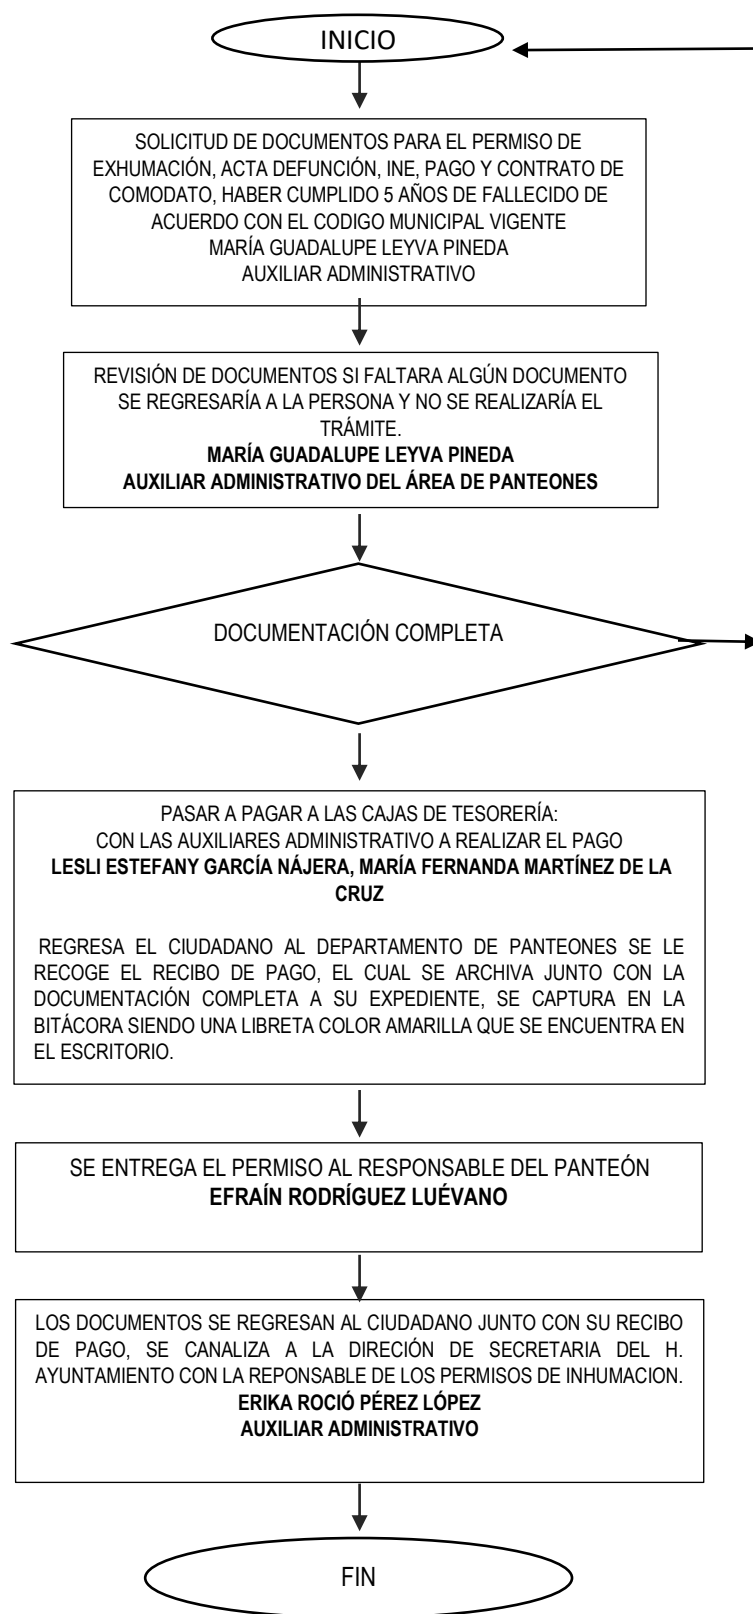 INICIO
SOLICITUD DE DOCUMENTOS PARA EL PERMISO DE
EXHUMACIÓN, ACTA DEFUNCIÓN, INE, PAGO Y CONTRATO DE
COMODATO, HABER CUMPLIDO 5 AÑOS DE FALLECIDO DE
ACUERDO CON EL CODIGO MUNICIPAL VIGENTE
MARÍA GUADALUPE LEYVA PINEDA
AUXILIAR ADMINISTRATIVO
REVISIÓN DE DOCUMENTOS SI FALTARA ALGÚN DOCUMENTO
SE REGRESARÍA A LA PERSONA Y NO SE REALIZARÍA EL
TRÁMITE.
MARÍA GUADALUPE LEYVA PINEDA
AUXILIAR ADMINISTRATIVO DEL ÁREA DE PANTEONES
DOCUMENTACIÓN COMPLETA
PASAR A PAGAR A LAS CAJAS DE TESORERÍA:
CON LAS AUXILIARES ADMINISTRATIVO A REALIZAR EL PAGO
LESLI ESTEFANY GARCÍA NÁJERA, MARÍA FERNANDA MARTÍNEZ DE LA
CRUZ
REGRESA EL CIUDADANO AL DEPARTAMENTO DE PANTEONES SE LE
RECOGE EL RECIBO DE PAGO, EL CUAL SE ARCHIVA JUNTO CON LA
DOCUMENTACIÓN COMPLETA A SU EXPEDIENTE, SE CAPTURA EN LA
BITÁCORA SIENDO UNA LIBRETA COLOR AMARILLA QUE SE ENCUENTRA EN
EL ESCRITORIO.
SE ENTREGA EL PERMISO AL RESPONSABLE DEL PANTEÓN
EFRAÍN RODRÍGUEZ LUÉVANO
LOS DOCUMENTOS SE REGRESAN AL CIUDADANO JUNTO CON SU RECIBO
DE PAGO, SE CANALIZA A LA DIRECIÓN DE SECRETARIA DEL H.
AYUNTAMIENTO CON LA REPONSABLE DE LOS PERMISOS DE INHUMACION.
ERIKA ROCIÓ PÉREZ LÓPEZ
AUXILIAR ADMINISTRATIVO
FIN